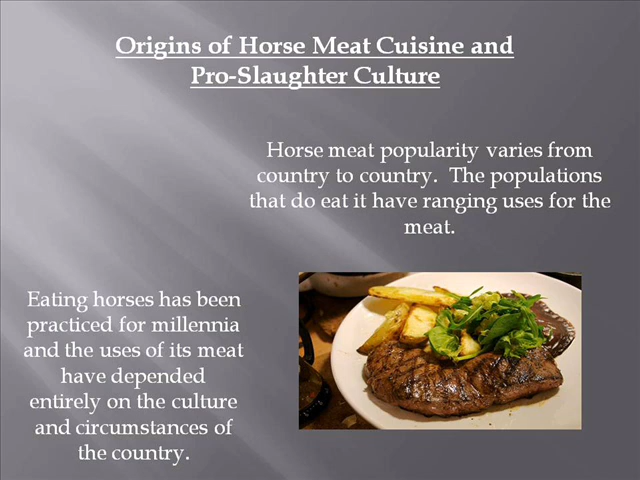 Origins of Horse Meat Cuisine and
Pro-Slaughter Culture
Horse meat popularity varies from
country to country.  The populations
that do eat it have ranging uses for the
meat.
Eating horses has been
practiced for millennia
and the uses of its meat
have depended
entirely on the culture
and circumstances of
the country.